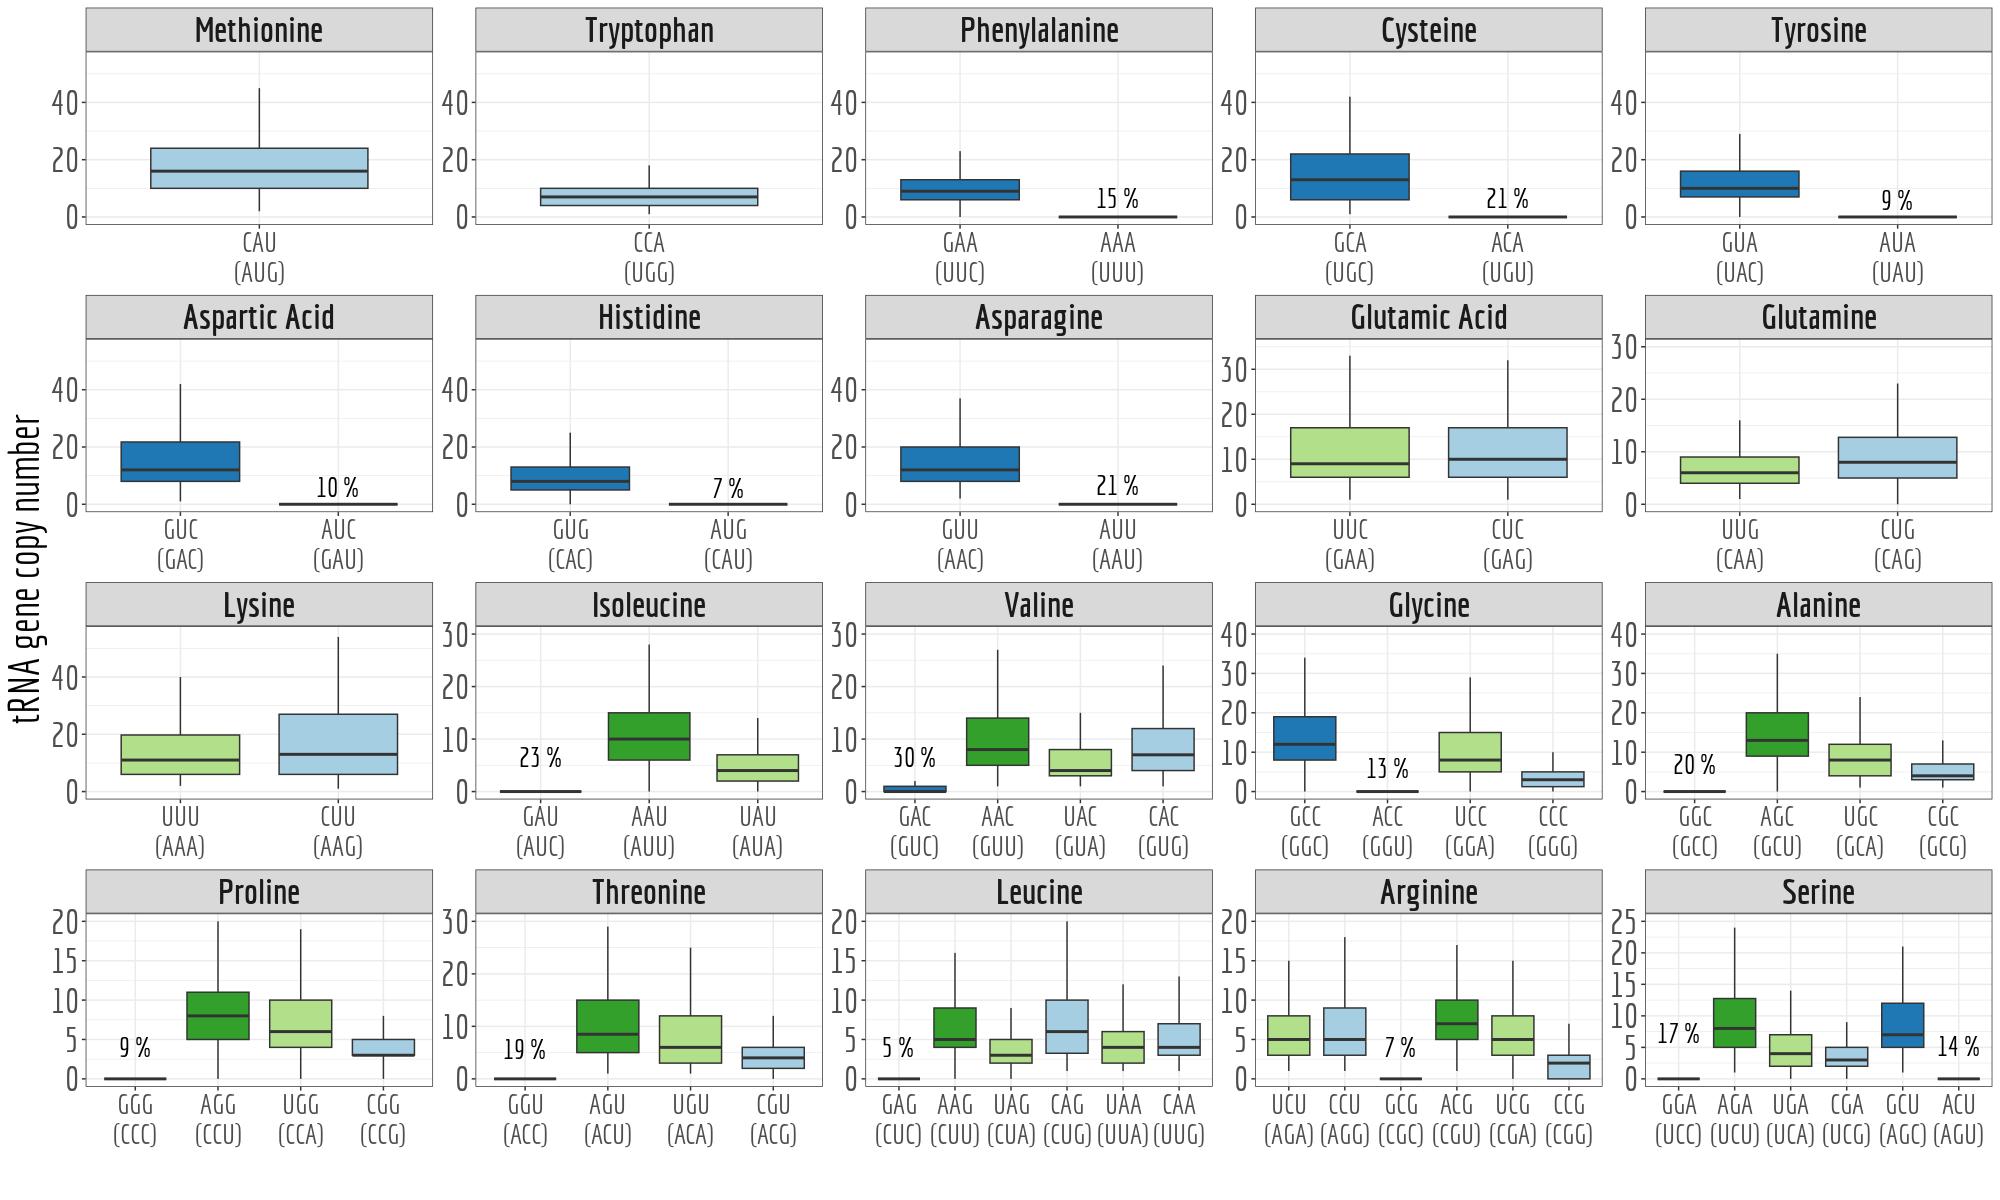 Methionine Tryptophan Phenylalanine Cysteine Tyrosine
40 40 40 40 40
20 20 20 20 20
15 % 21 % 9 %
0 0 0 0 0
CAU CCA GAA AAA GCA ACA GUA AUA
(AUG) (UGG) (UUC) (UUU) (UGC) (UGU) (UAC) (UAU)
Aspartic Acid Histidine Asparagine Glutamic Acid Glutamine
40 40 40 30 30
20 20 20 20 20
10 % 7 % 21 % 10 10
0 0 0 0 0
GUC AUC GUG AUG GUU AUU UUC CUC UUG CUG
(GAC) (GAU) (CAC) (CAU) (AAC) (AAU) (GAA) (GAG) (CAA) (CAG)
tRNA gene copy number
Lysine Isoleucine Valine Glycine Alanine
40 30 30 40 40
20 20 20 30 30
0 10 10 20 20
23 % 30 % 10 13 % 10 20 %
0 0 0 0
UUU CUU GAU AAU UAU GAC AAC UAC CAC GCC ACC UCC CCC GGC AGC UGC CGC
(AAA) (AAG) (AUC) (AUU) (AUA) (GUC) (GUU) (GUA) (GUG) (GGC) (GGU) (GGA) (GGG) (GCC) (GCU) (GCA) (GCG)
Proline Threonine Leucine Arginine Serine
20 30 20 20 25
15 20 15 15 20
10 10 10 10 15
5 0 5 5 10
0 0 0 5
0
9 % 19 % 5 % 7 % 17 % 14 %
GGG AGG UGG CGG GGU AGU UGU CGU GAG AAG UAG CAG UAA CAA UCU CCU GCG ACG UCG CCG GGA AGA UGA CGA GCU ACU
(CCC) (CCU) (CCA) (CCG) (ACC) (ACU) (ACA) (ACG) (CUC) (CUU) (CUA) (CUG) (UUA) (UUG) (AGA) (AGG) (CGC) (CGU) (CGA) (CGG) (UCC) (UCU) (UCA) (UCG) (AGC) (AGU)